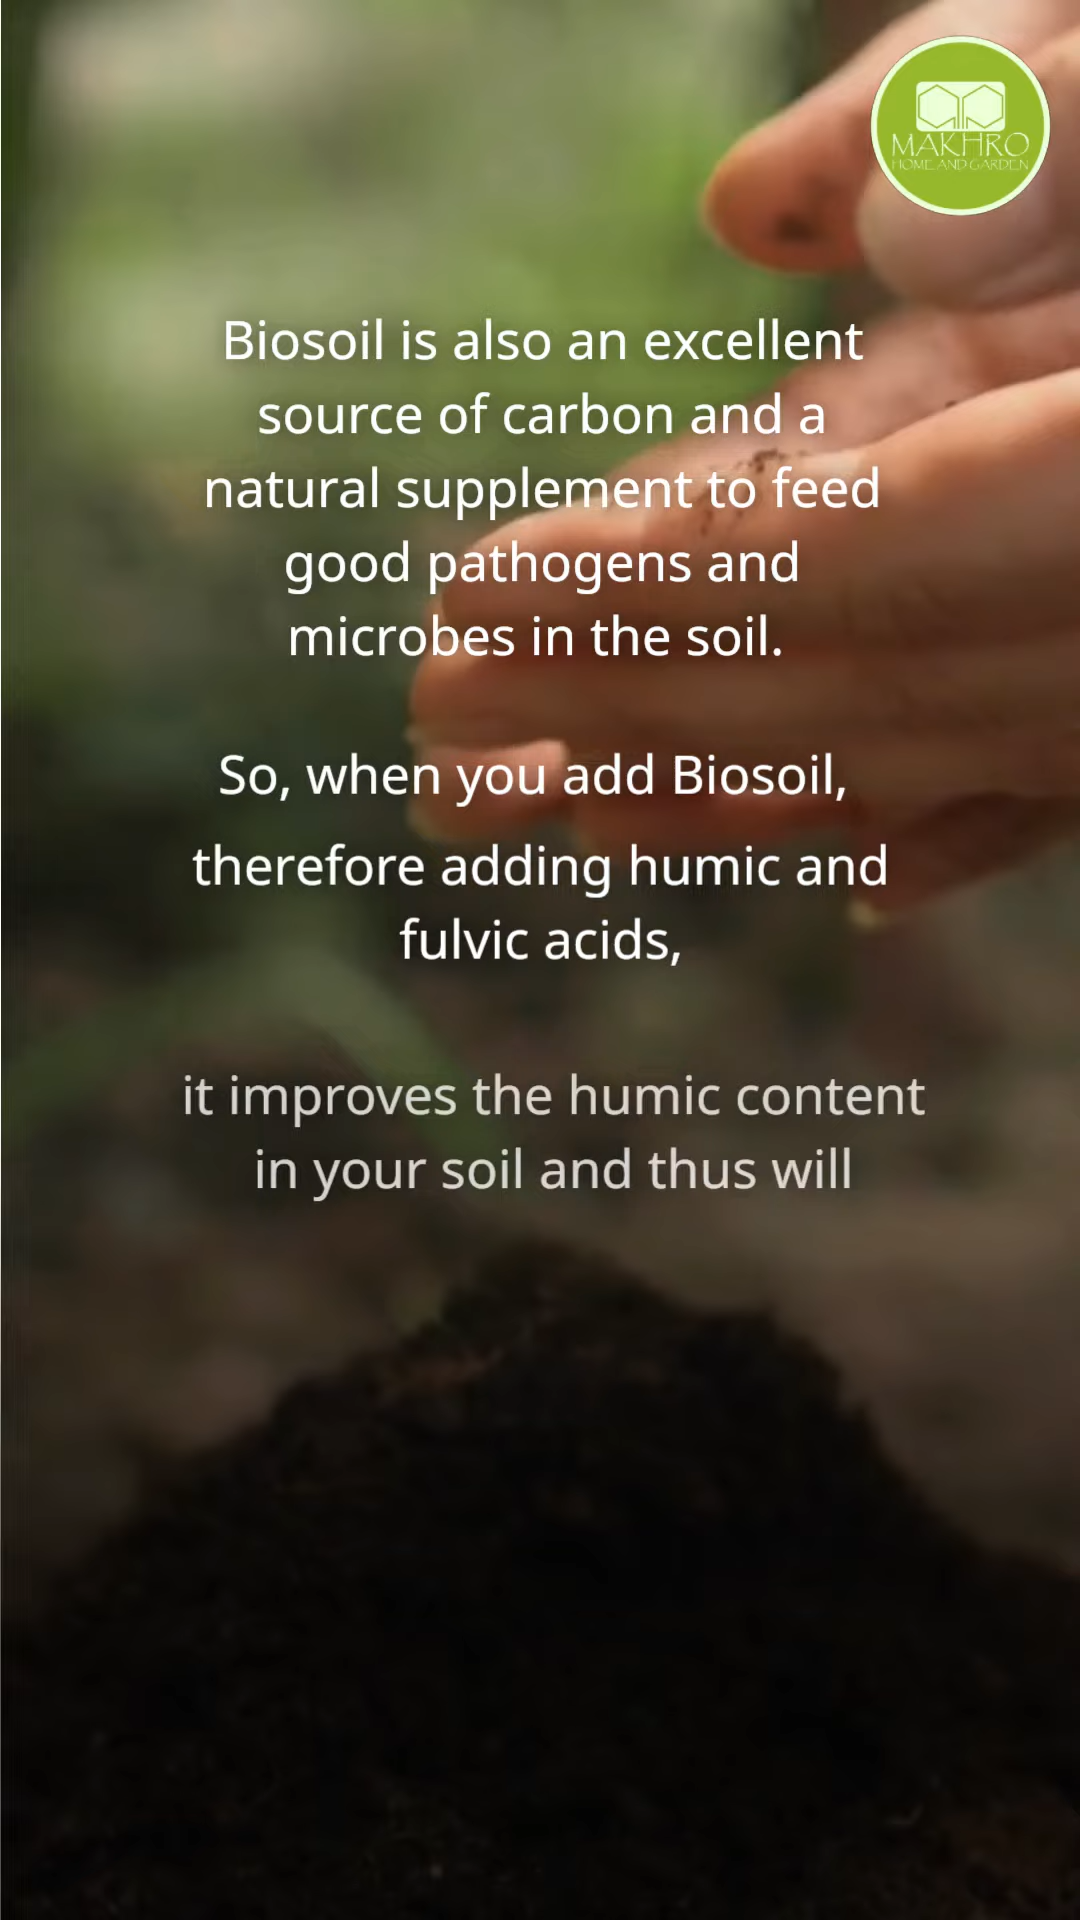 MAKHRO
HOME AND GARDEN
Biosoil is also an excellent
source of carbon and a
natural supplement to feed
good pathogens and
microbes in the soil.
So, when you add Biosoil,
therefore adding humic and
fulvic acids,
it improves the humic content
in your soil and thus will